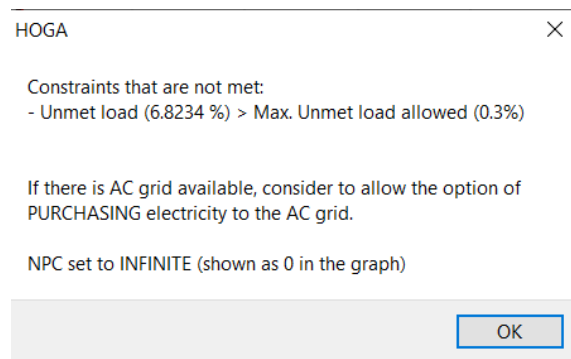 HOGA
Constraints that are not met:
- Unmet load (6.8234 %) > Max. Unmet load allowed (0.3%)
If there is AC grid available, consider to allow the option of
PURCHASING electricity to the AC grid.
NPC set to INFINITE (shown as 0 in the graph)
OK